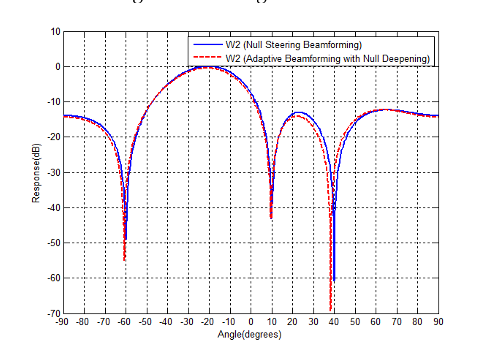 W2 (Null Steering Beamforming)
W2 (Adaptive Beamforming with Null Deepening)
10
0
-10
-20
-30
-40
-50
-60
-70
Response(dB)
-90 -80 -70 -60 -50 -40 -30 -20 -10 0 10 20 30 40 50 60 70 80 90
Angle(degrees)